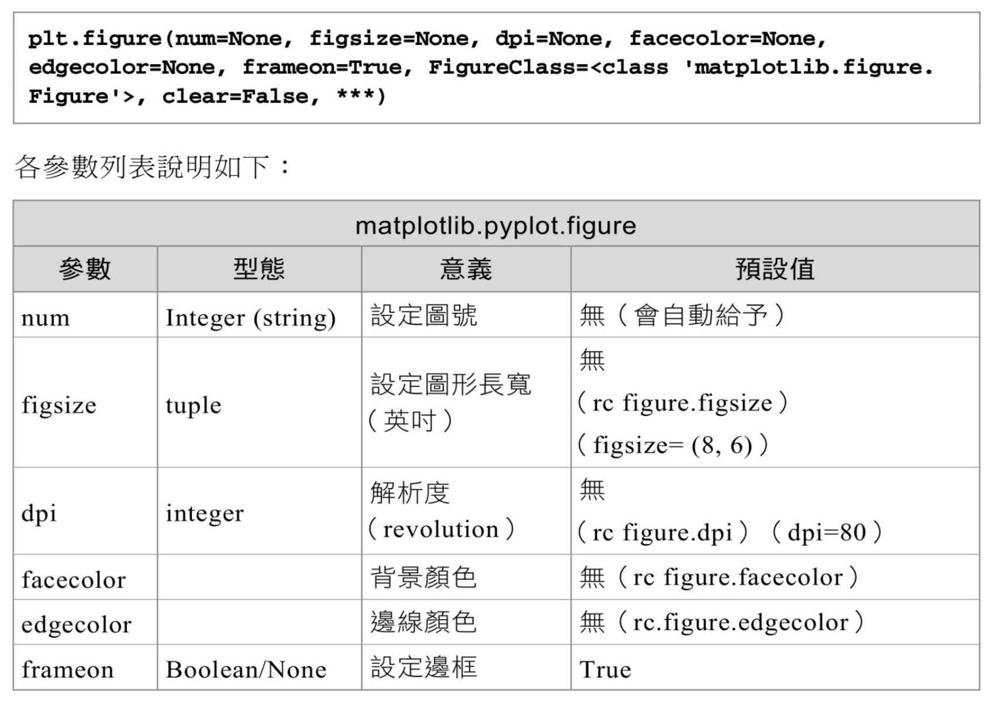 plt.figure(num=None, figsize=None, dpi=None, facecolor=None,
edgecolor=None, frameon=True, FigureClass=<class 'matplotlib.figure.
Figure'>, clear=False, ***)
各參數列表說明如下：
matplotlib.pyplot.figure
參數 型態 意義 預設值
num Integer (string) 設定圖號 無（會自動給予）
figsize tuple 設定圖形長寬
（英吋） 無
（rc figure.figsize）
（figsize= (8, 6)）
dpi integer 解析度
（revolution） 無
（rc figure.dpi）（dpi=80）
facecolor 背景顏色 無（rc figure.facecolor）
edgecolor 邊線顏色 無（rc.figure.edgecolor）
frameon Boolean/None 設定邊框 True